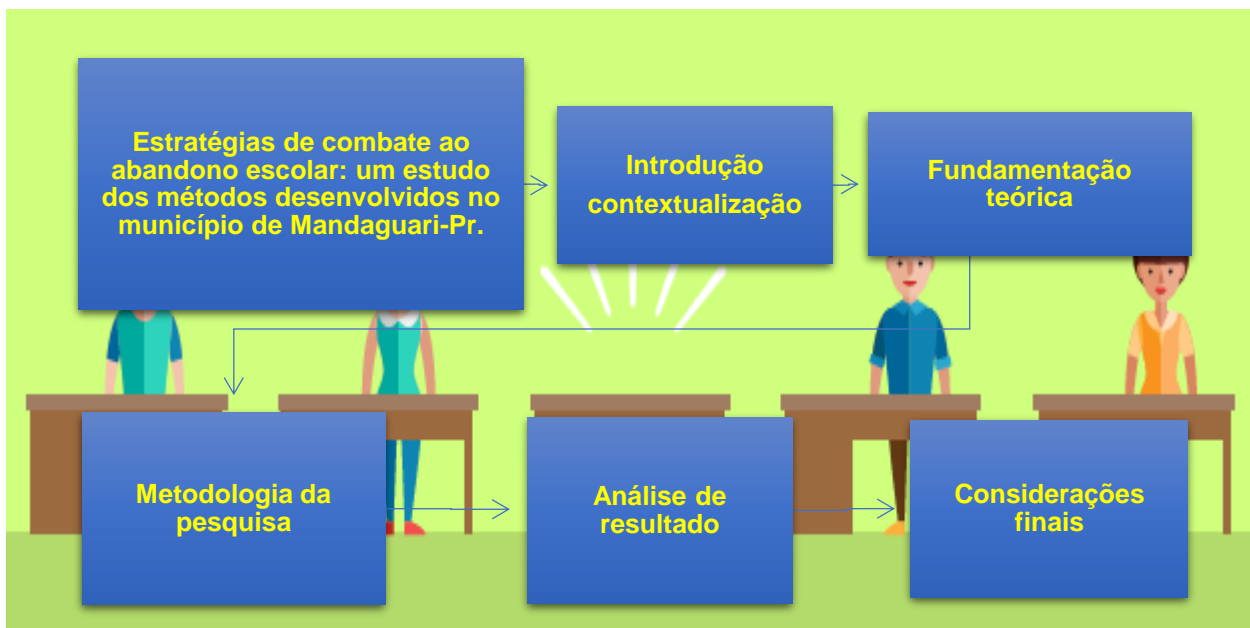 Estratégias de combate ao
abandono escolar: um estudo
dos métodos desenvolvidos no
município de Mandaguari-Pr.
Introdução
contextualização
Fundamentação
teórica
Metodologia da
pesquisa
Análise de
resultado
Considerações
finais